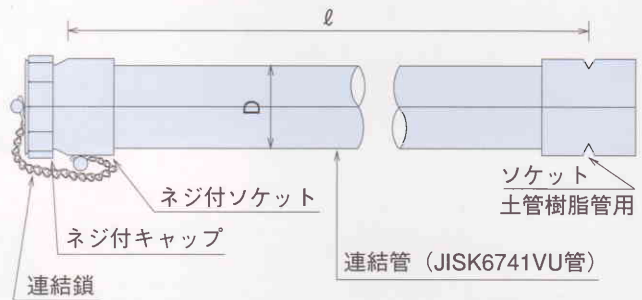 ℓ
D
ネジ付ソケット
ソケット
土管樹脂管用
ネジ付キャップ
連結管（JISK6741VU管）
連結鎖